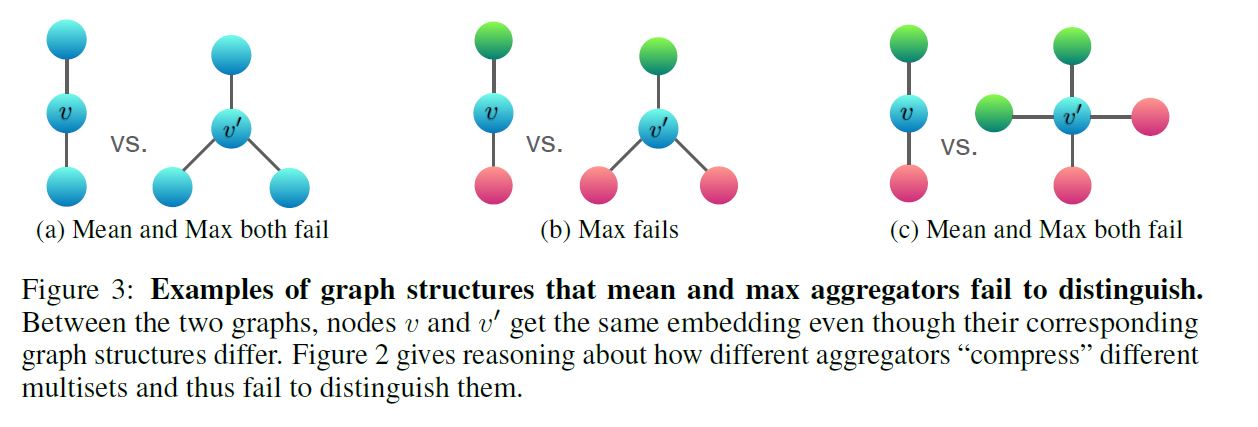 v
vs.
v′
(a) Mean and Max both fail
v
vs.
v′
(b) Max fails
v
vs.
v′
(c) Mean and Max both fail
Figure 3: Examples of graph structures that mean and max aggregators fail to distinguish.
Between the two graphs, nodes v and v′ get the same embedding even though their corresponding
graph structures differ. Figure 2 gives reasoning about how different aggregators “compress” different
multisets and thus fail to distinguish them.